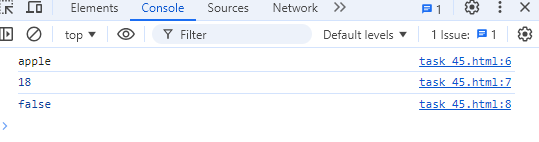 Elements Console Sources Network 1
top Filter Default levels 1 Issue: 1
apple task 45.html:6
18 task 45.html:7
false task 45.html:8